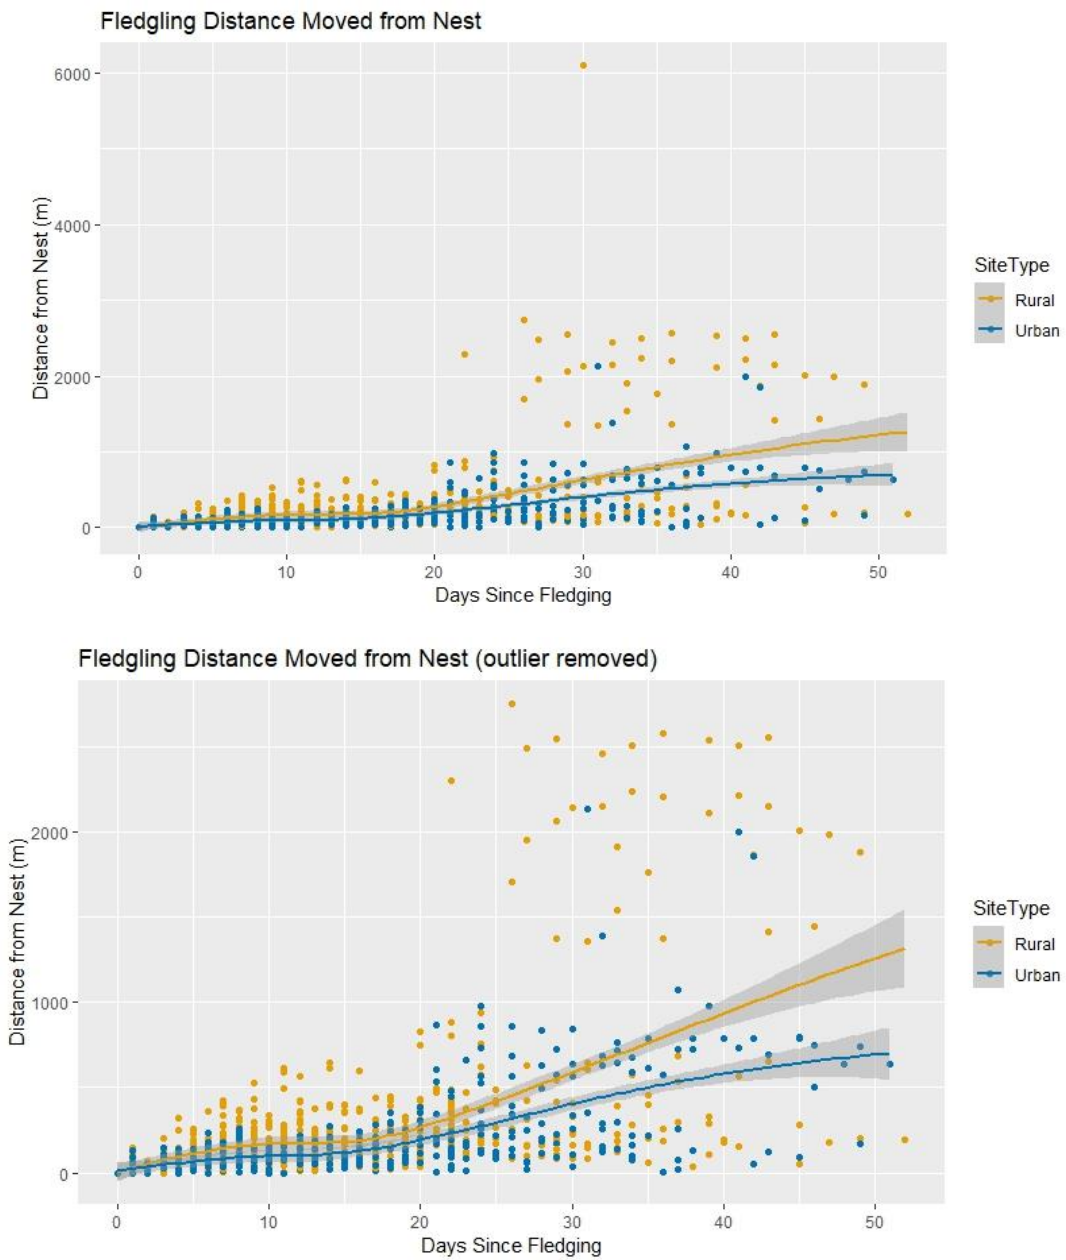 Fledgling Distance Moved from Nest
6000
4000
2000
0
Distance from Nest (m)
0 10 20 30 40 50
Days Since Fledging
SiteType
Rural
Urban
Fledgling Distance Moved from Nest (outlier removed)
2000
1000
0
Distance from Nest (m)
0 10 20 30 40 50
Days Since Fledging
SiteType
Rural
Urban